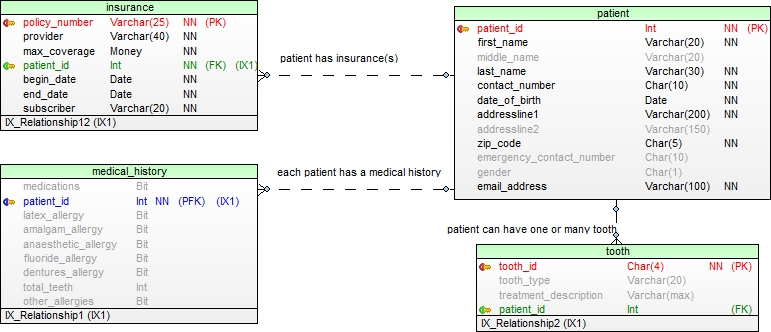 insurance
policy_number Varchar(25) NN (PK)
provider Varchar(40) NN
max_coverage Money NN
patient_id Int NN (FK) (IX1)
begin_date Date NN
end_date Date NN
subscriber Varchar(20) NN
IX_Relationship12 (IX1)
patient has insurance(s)
patient
patient_id Int NN (PK)
first_name Varchar(20) NN
middle_name Varchar(20)
last_name Varchar(30) NN
contact_number Char(10) NN
date_of_birth Date NN
addressline1 Varchar(200) NN
addressline2 Varchar(150)
zip_code Char(5) NN
emergency_contact_number Char(10)
gender Char(1)
email_address Varchar(100) NN
medical_history
medications Bit
patient_id Int NN (PFK) (IX1)
latex_allergy Bit
amalgam_allergy Bit
anaesthetic_allergy Bit
fluoride_allergy Bit
dentures_allergy Bit
total_teeth Int
other_allergies Bit
IX_Relationship1 (IX1)
each patient has a medical history
patient can have one or many tooth
tooth
tooth_id Char(4) NN (PK)
tooth_type Varchar(20)
treatment_description Varchar(max)
patient_id Int (FK)
IX_Relationship2 (IX1)